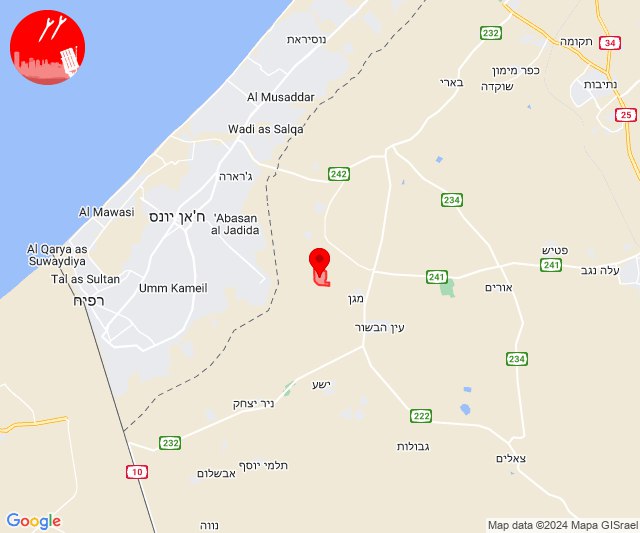 נוסיראת
232
תקומה
34
כפר מימון
שוקדה
בארי
נתיבות
Al Musaddar
25
Wadi as Salqa
242
ג'רארה
234
Al Mawasi
ח'אן יונס
'Abasan
al Jadida
Al Qarya as
Suwaydiya
פטיש
241
עלה נגב
Tal as Sultan
241
Umm Kameil
אורים
רפיח
מגן
עין הבשור
234
ישע
ניר יצחק
222
232
גבולות
צאלים
10
תלמי יוסף
אבשלום
נווה
Google
Map data ©2024 Mapa GISrael